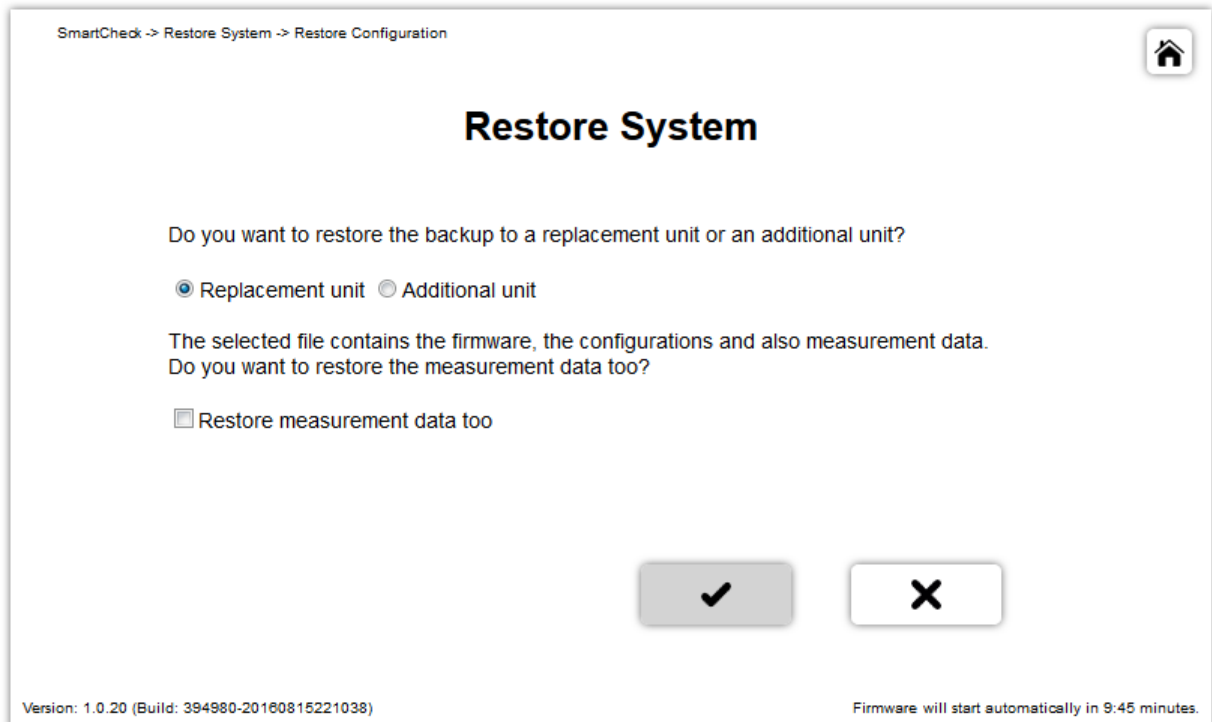 SmartCheck -> Restore System -> Restore Configuration
Restore System
Do you want to restore the backup to a replacement unit or an additional unit?
Replacement unit Additional unit
The selected file contains the firmware, the configurations and also measurement data.
Do you want to restore the measurement data too?
Restore measurement data too
Version: 1.0.20 (Build: 394980-20160815221038) Firmware will start automatically in 9:45 minutes.